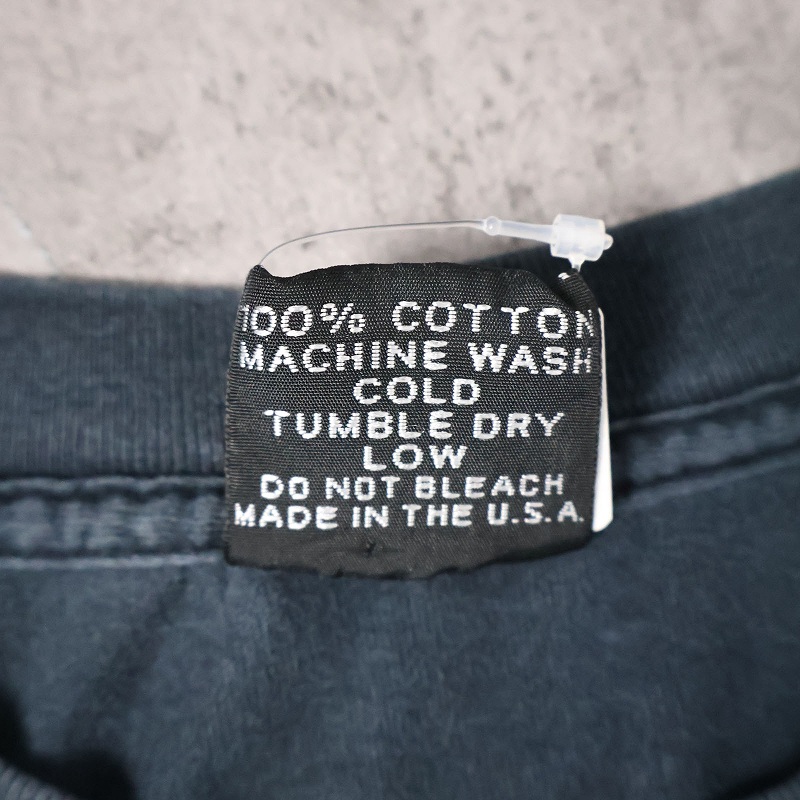 100% COTTON
MACHINE WASH
COLD
TUMBLE DRY
LOW
DO NOT BLEACH
MADE IN THE U.S.A.